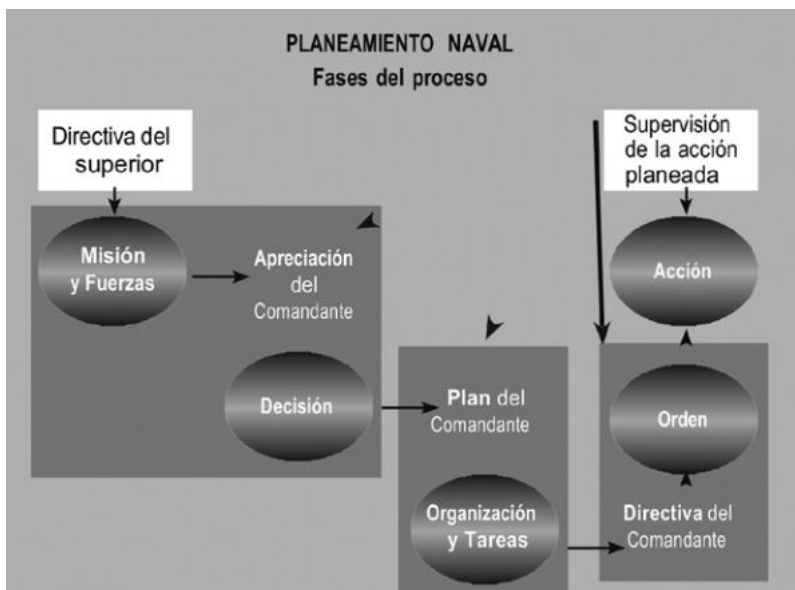 PLANEAMIENTO NAVAL
Fases del proceso
Directiva del
superior
Supervisión
de la acción
planeada
Misión
y Fuerzas
Apreciación
del
Comandante
Acción
Decisión
Plan del
Comandante
Orden
Organización
y Tareas
Directiva del
Comandante